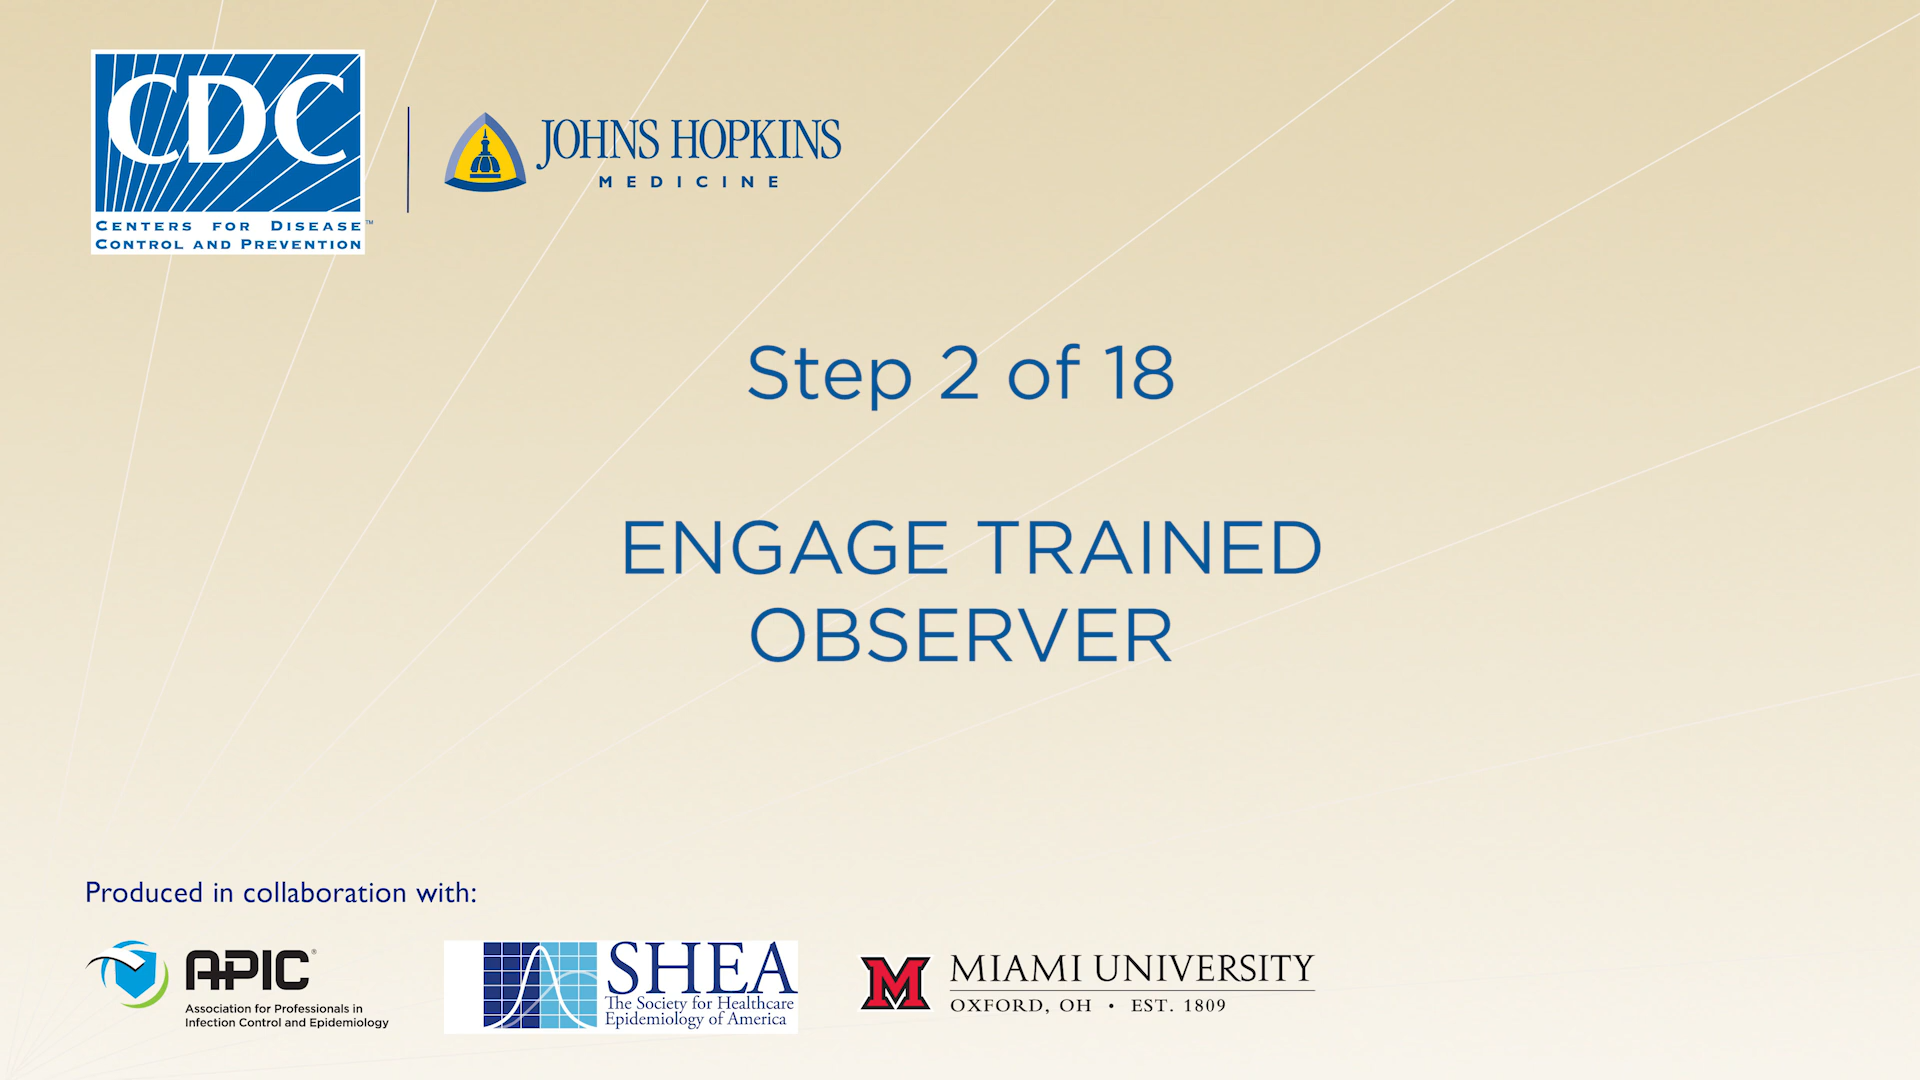 CDC
CENTERS FOR DISEASE™
CONTROL AND PREVENTION
JOHNS HOPKINS
MEDICINE
Step 2 of 18
ENGAGE TRAINED
OBSERVER
Produced in collaboration with:
APIC®
Association for Professionals in
Infection Control and Epidemiology
SHEA
The Society for Healthcare
Epidemiology of America
M
MIAMI UNIVERSITY
OXFORD, OH • EST. 1809